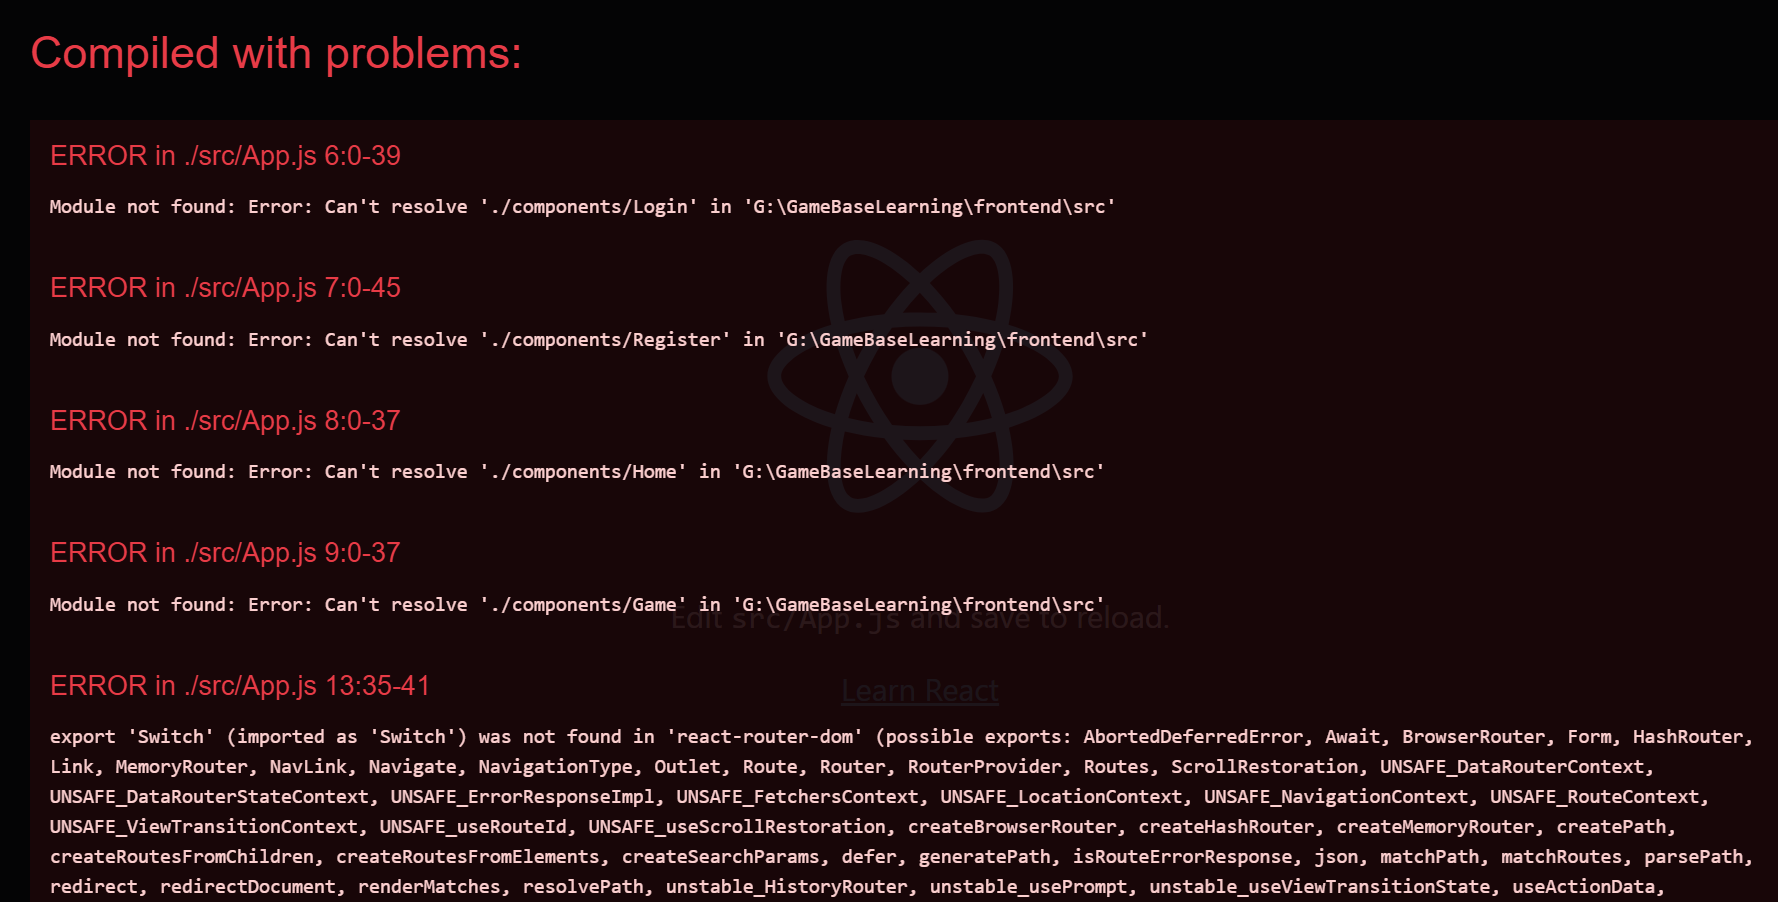 Compiled with problems:
ERROR in ./src/App.js 6:0-39
Module not found: Error: Can't resolve './components/Login' in 'G:\GameBaseLearning\frontend\src'
ERROR in ./src/App.js 7:0-45
Module not found: Error: Can't resolve './components/Register' in 'G:\GameBaseLearning\frontend\src'
ERROR in ./src/App.js 8:0-37
Module not found: Error: Can't resolve './components/Home' in 'G:\GameBaseLearning\frontend\src'
ERROR in ./src/App.js 9:0-37
Module not found: Error: Can't resolve './components/Game' in 'G:\GameBaseLearning\frontend\src'
Edit src/App.js and save to reload.
ERROR in ./src/App.js 13:35-41
Learn React
export 'Switch' (imported as 'Switch') was not found in 'react-router-dom' (possible exports: AbortedDeferredError, Await, BrowserRouter, Form, HashRouter,
Link, MemoryRouter, NavLink, Navigate, NavigationType, Outlet, Route, Router, RouterProvider, Routes, ScrollRestoration, UNSAFE_DataRouterContext,
UNSAFE_DataRouterStateContext, UNSAFE_ErrorResponseImpl, UNSAFE_FetchersContext, UNSAFE_LocationContext, UNSAFE_NavigationContext, UNSAFE_RouteContext,
UNSAFE_ViewTransitionContext, UNSAFE_useRouteId, UNSAFE_useScrollRestoration, createBrowserRouter, createHashRouter, createMemoryRouter, createPath,
createRoutesFromChildren, createRoutesFromElements, createSearchParams, defer, generatePath, isRouteErrorResponse, json, matchPath, matchRoutes, parsePath,
redirect, redirectDocument, renderMatches, resolvePath, unstable_HistoryRouter, unstable_usePrompt, unstable_useViewTransitionState, useActionData,